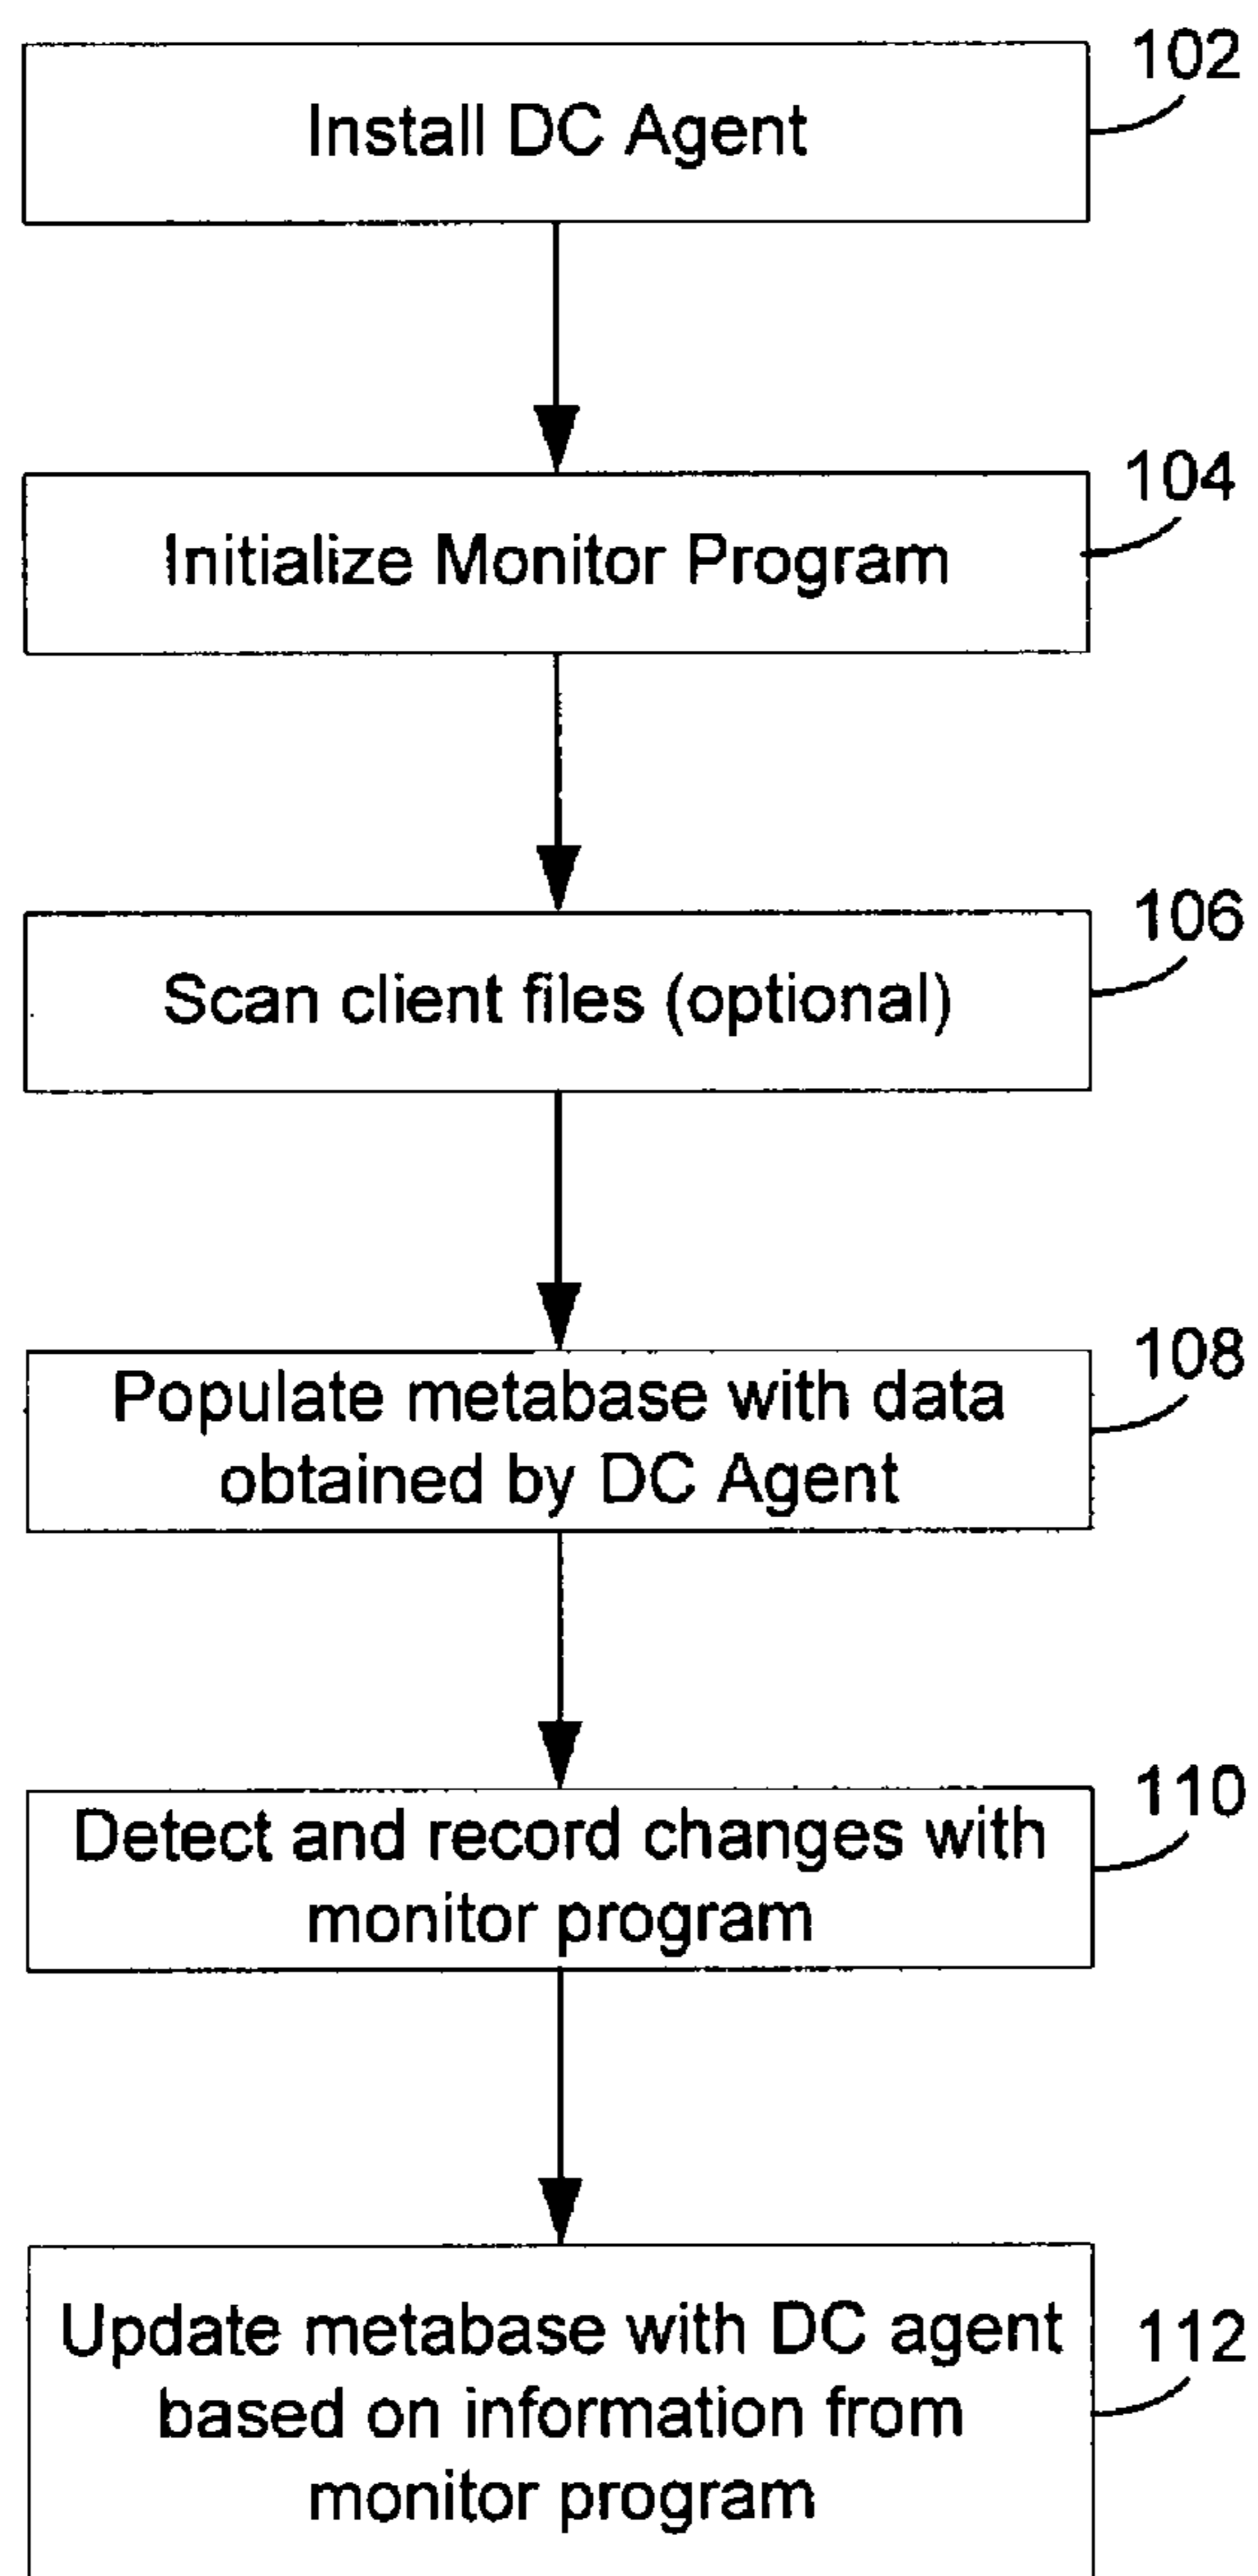 102
Install DC Agent
104
Initialize Monitor Program
106
Scan client files (optional)
108
Populate metabase with data
obtained by DC Agent
110
Detect and record changes with
monitor program
112
Update metabase with DC agent
based on information from
monitor program